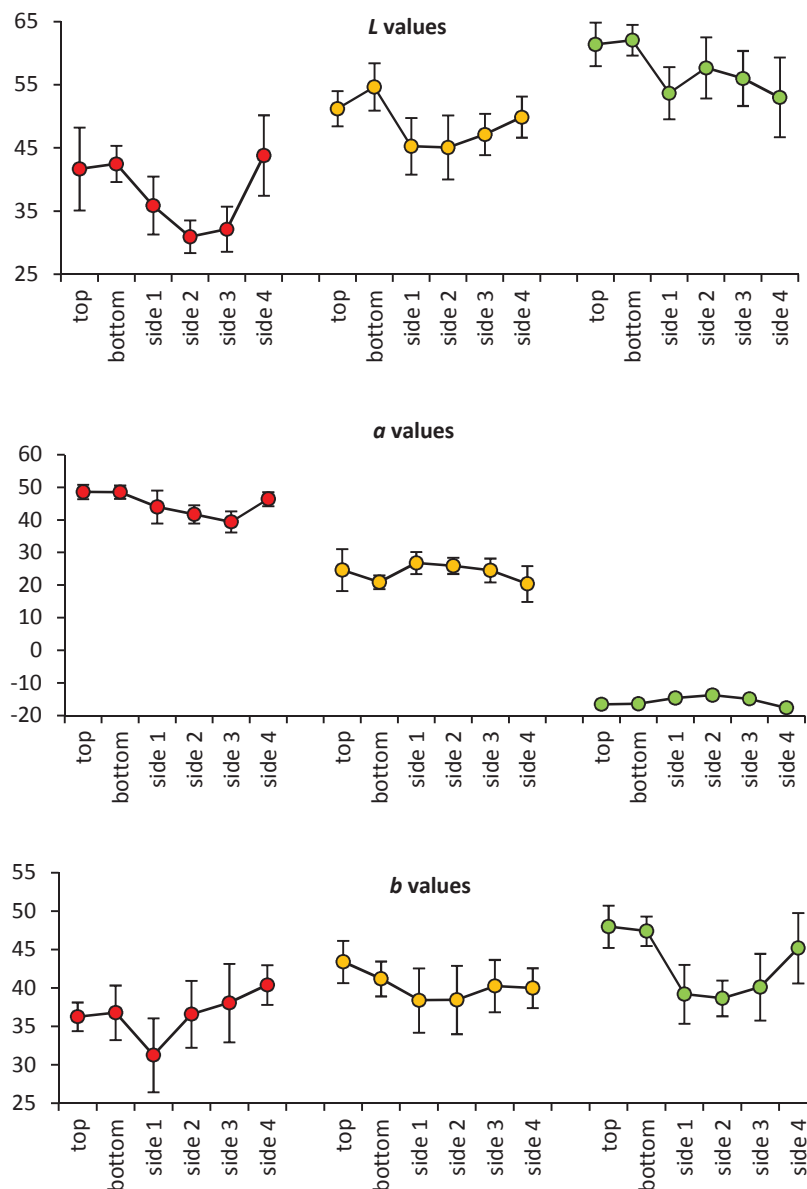 L values
65
55
45
35
25
top
bottom
side 1
side 2
side 3
side 4
top
bottom
side 1
side 2
side 3
side 4
top
bottom
side 1
side 2
side 3
side 4
a values
60
50
40
30
20
10
0
-10
-20
top
bottom
side 1
side 2
side 3
side 4
top
bottom
side 1
side 2
side 3
side 4
top
bottom
side 1
side 2
side 3
side 4
b values
55
50
45
40
35
30
25
top
bottom
side 1
side 2
side 3
side 4
top
bottom
side 1
side 2
side 3
side 4
top
bottom
side 1
side 2
side 3
side 4